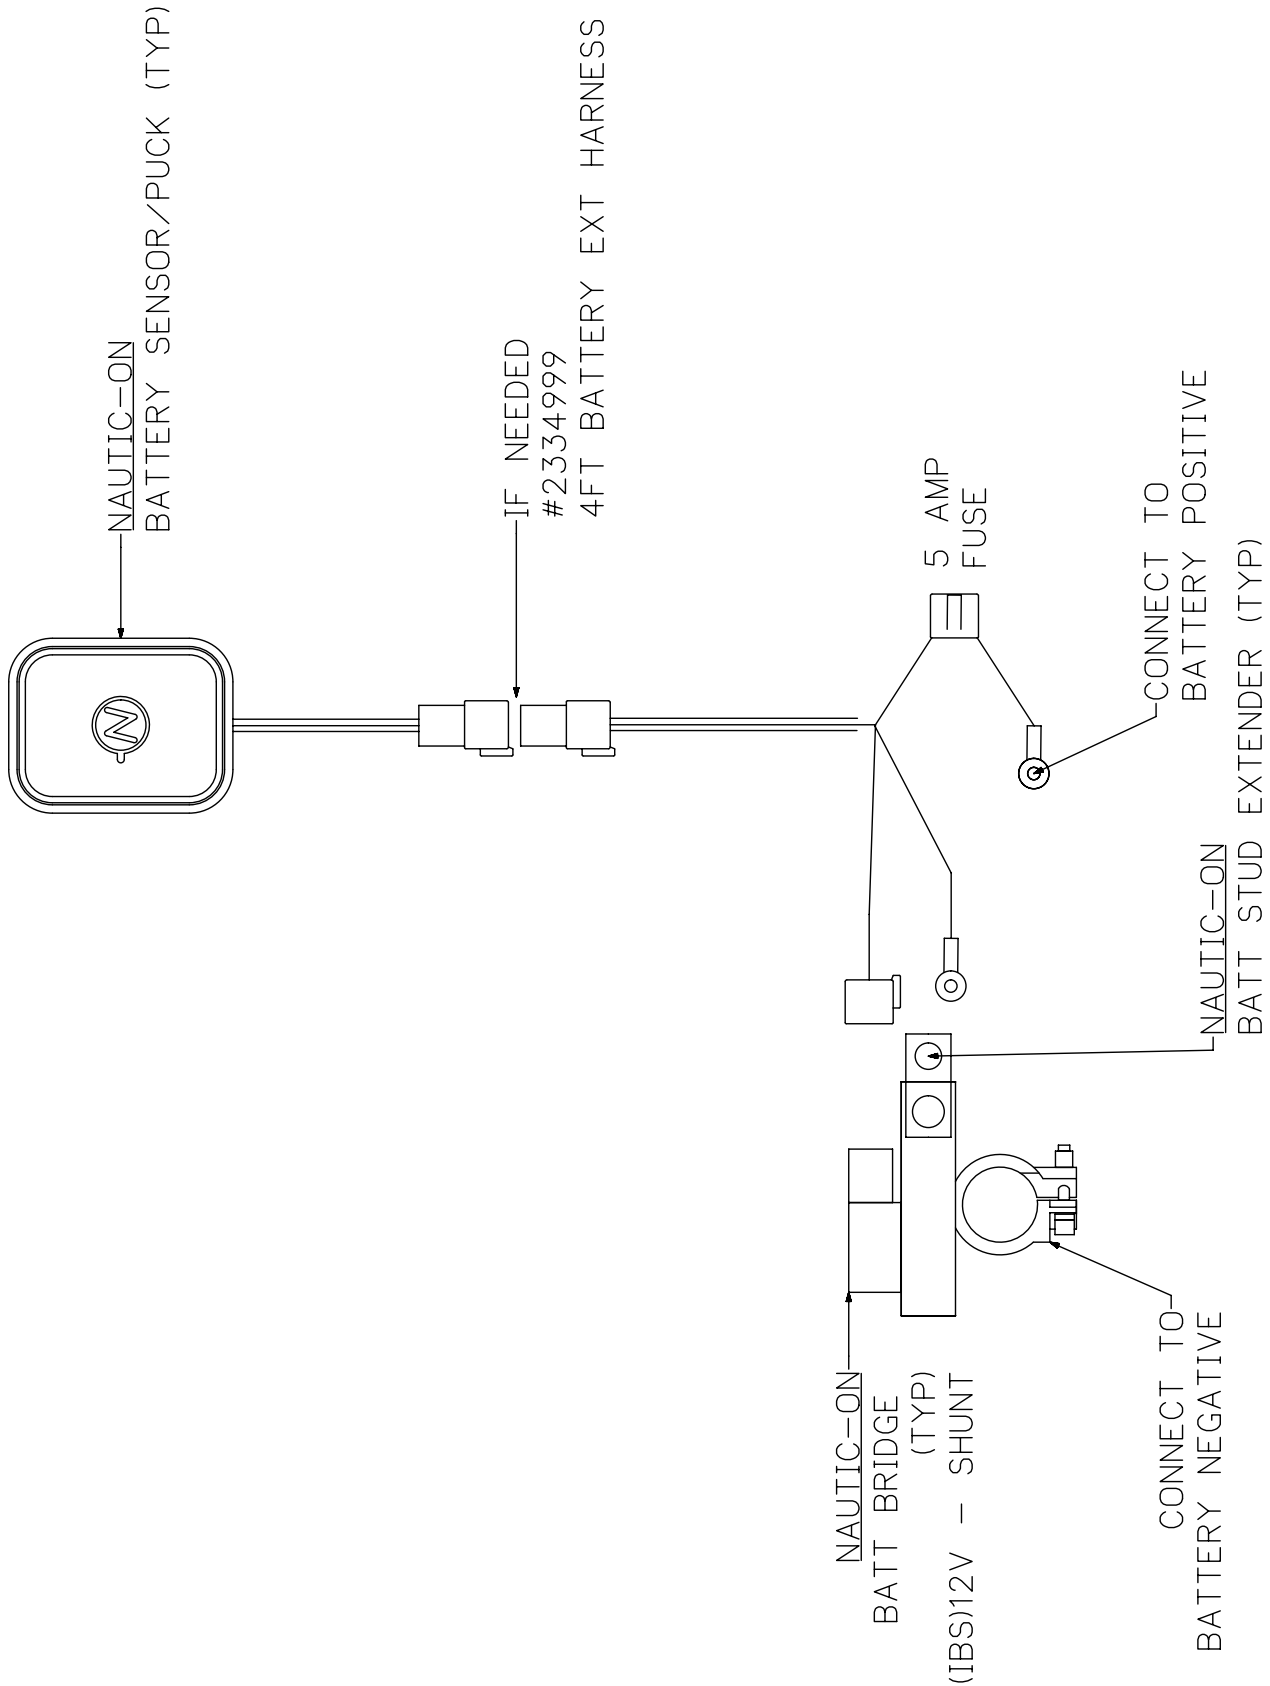 NAUTIC-ON
BATTERY SENSOR/PUCK (TYP)
IF NEEDED
#2334999
4FT BATTERY EXT HARNESS
5 AMP
FUSE
CONNECT TO
BATTERY POSITIVE
NAUTIC-ON
BATT STUD EXTENDER (TYP)
NAUTIC-ON
BATT BRIDGE
(TYP)
(IBS)12V - SHUNT
CONNECT TO
BATTERY NEGATIVE
N